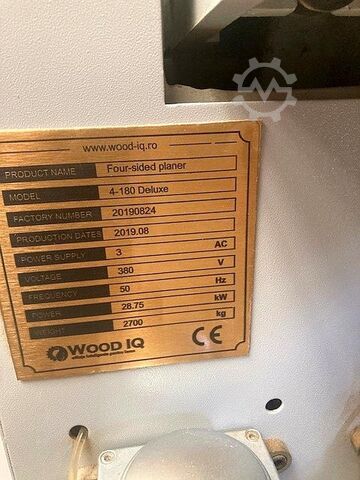 www.wood-iq.ro
PRODUCT NAME Four-sided planer
MODEL 4-180 Deluxe
FACTORY NUMBER 20190824
PRODUCTION DATES 2019.08
POWER SUPPLY 3 AC
VOLTAGE 380 V
FREQUENCY 50 Hz
POWER 28.75 kW
WEIGHT 2700 kg
WOOD IQ CE